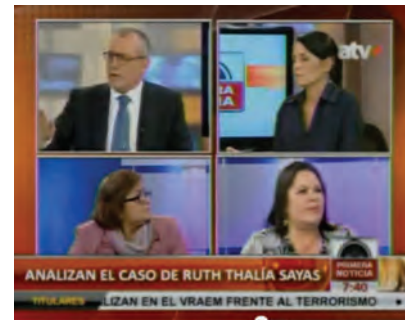 atv+
ANALIZAN EL CASO DE RUTH THALÍA SAYAS
PRIMERA
NOTICIA
7:40
TITULARES
LIZAN EN EL VRAEM FRENTE AL TERRORISMO